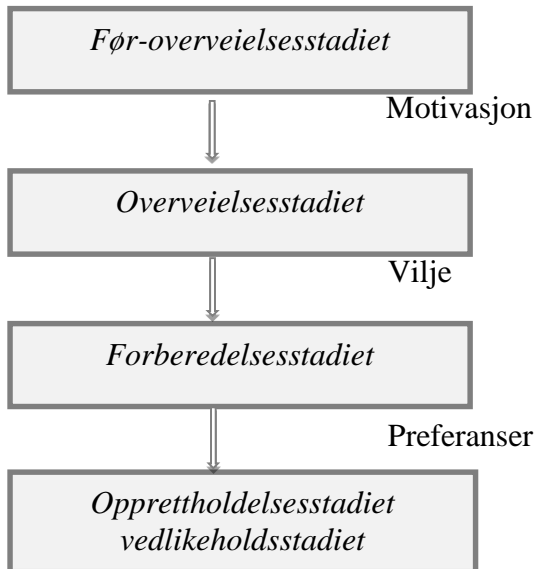 Før-overveielsesstadiet
Motivasjon
Overveielsesstadiet
Vilje
Forberedelsesstadiet
Preferanser
Opprettholdelsesstadiet
vedlikeholdsstadiet